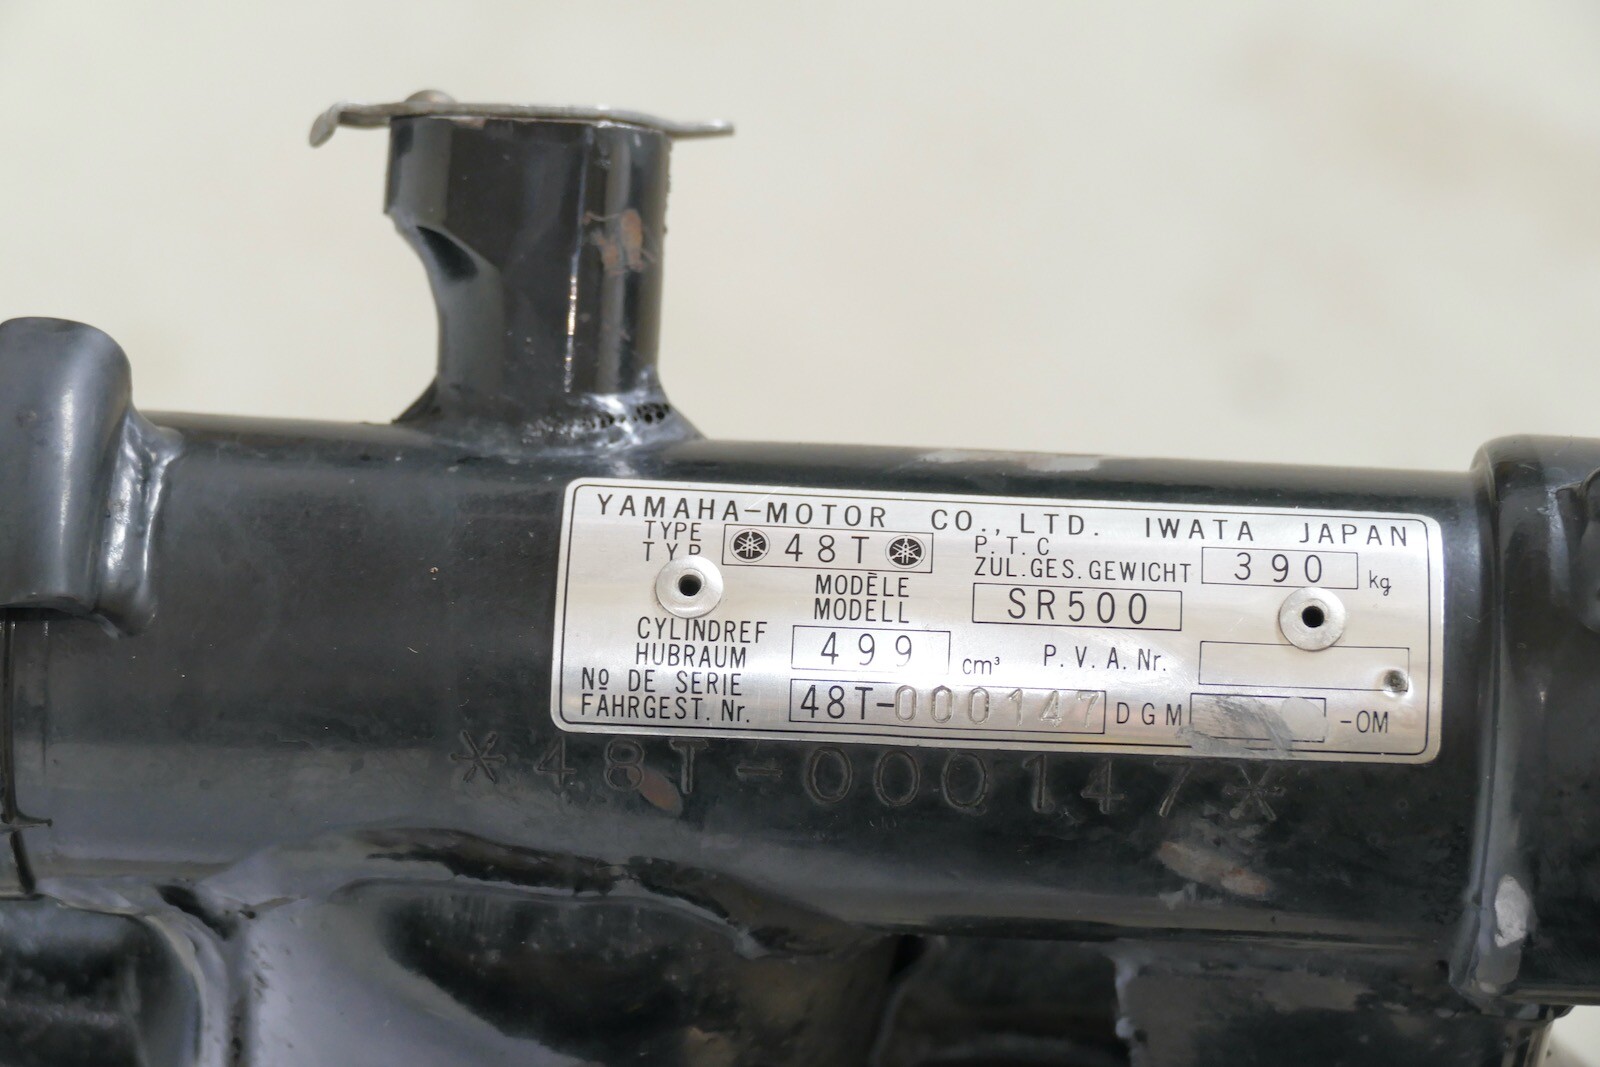 YAMAHA-MOTOR CO., LTD. IWATA JAPAN
TYPE
TYP 48T
P.T.C
ZUL.GES.GEWICHT 390 kg
MODÈLE
MODELL SR500
CYLINDREF
HUBRAUM 499 cm³ P.V.A.Nr.
Nº DE SERIE
FAHRGEST.Nr. 48T-000147 DGM -OM
*48T-000147*